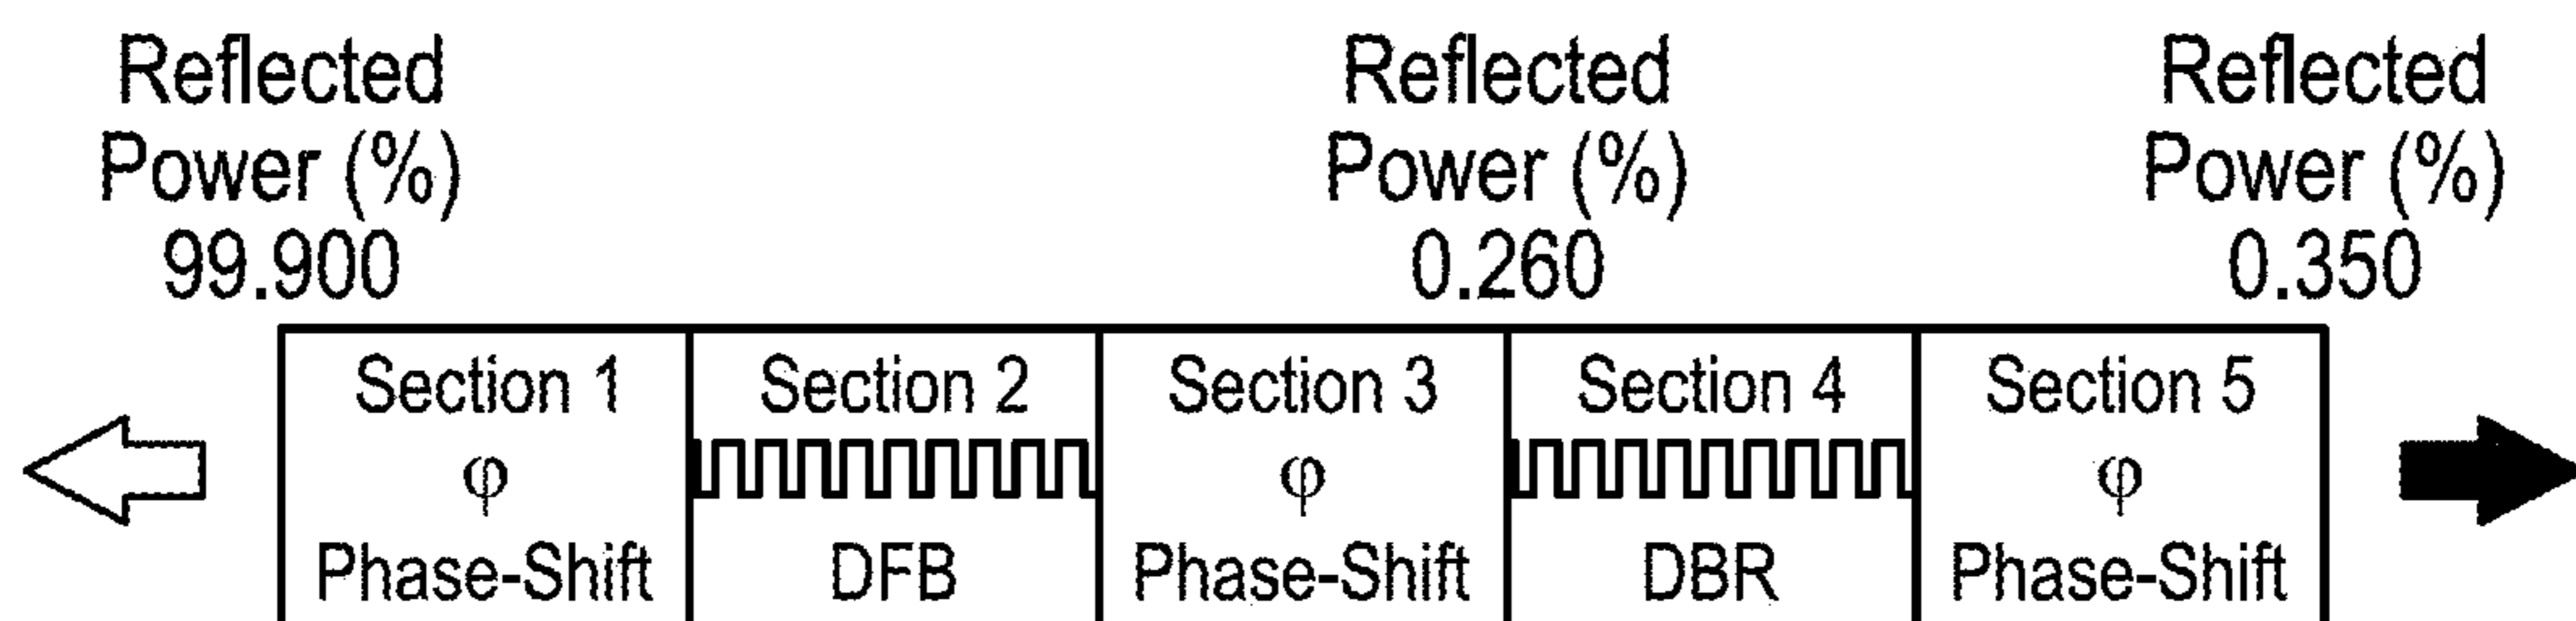 Reflected
Power (%)
99.900
Reflected
Power (%)
0.260
Reflected
Power (%)
0.350
Section 1
φ
Phase-Shift
Section 2
DFB
Section 3
φ
Phase-Shift
Section 4
DBR
Section 5
φ
Phase-Shift